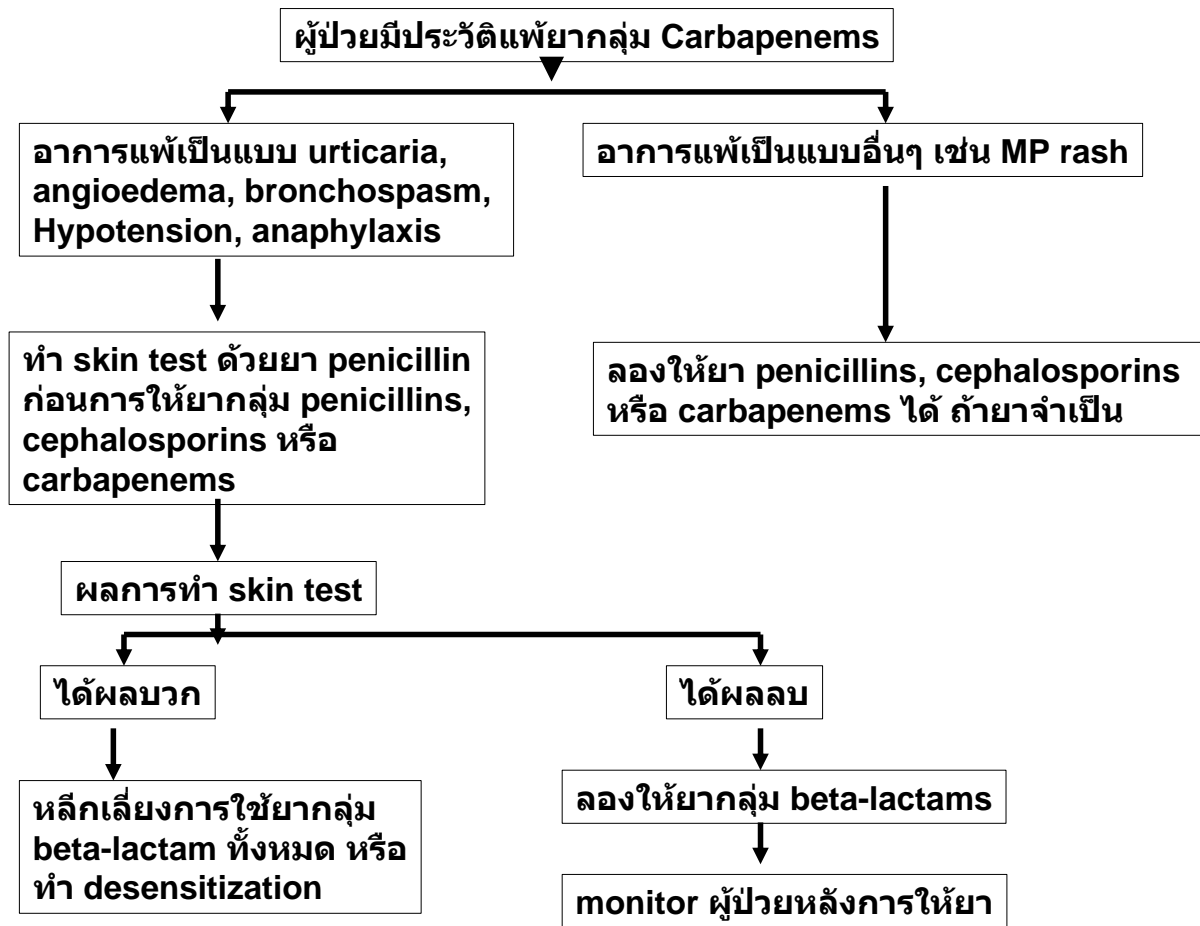 ผู้ป่วยมีประวัติแพ้ยากลุ่ม Carbapenems
อาการแพ้เป็นแบบ urticaria,
angioedema, bronchospasm,
Hypotension, anaphylaxis
อาการแพ้เป็นแบบอื่นๆ เช่น MP rash
ทำ skin test ด้วยยา penicillin
ก่อนการให้ยากลุ่ม penicillins,
cephalosporins หรือ
carbapenems
ลองให้ยา penicillins, cephalosporins
หรือ carbapenems ได้ ถ้ายาจำเป็น
ผลการทำ skin test
ได้ผลบวก
ได้ผลลบ
หลีกเลี่ยงการใช้ยากลุ่ม
beta-lactam ทั้งหมด หรือ
ทำ desensitization
ลองให้ยากลุ่ม beta-lactams
monitor ผู้ป่วยหลังการให้ยา